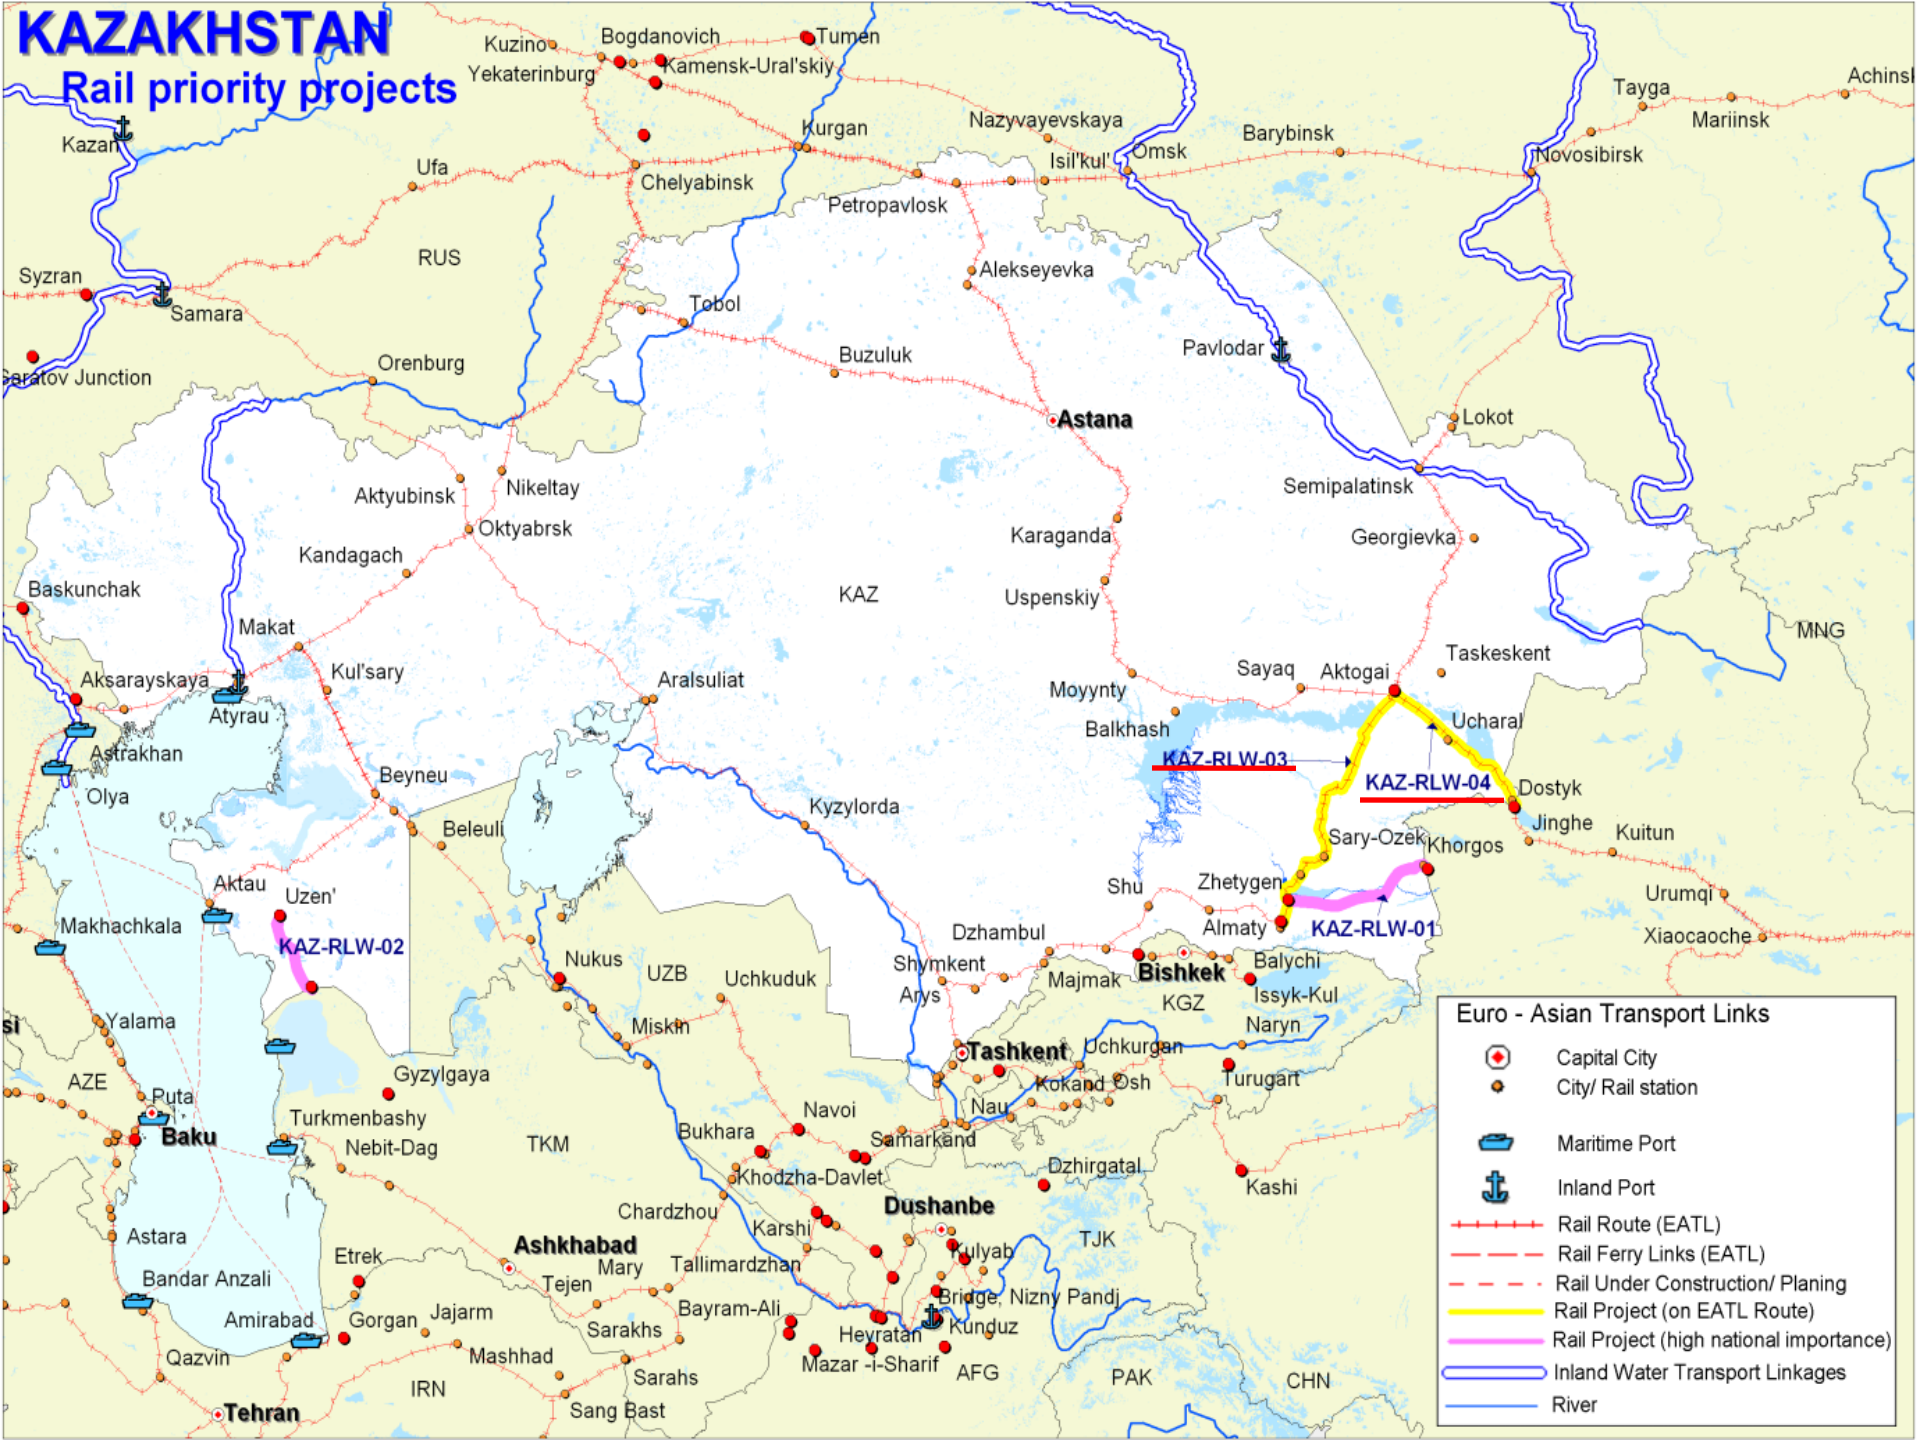 KAZAKHSTAN
Rail priority projects
Kuzino
Bogdanovich
Tumen
Yekaterinburg
Kamensk-Ural'skiy
Kazan
Ufa
Chelyabinsk
Kurgan
Nazyvayevskaya
Isil'kul'
Omsk
Barybinsk
Tayga
Achinsk
Mariinsk
Novosibirsk
Petropavlosk
RUS
Syzran
Samara
Alekseyevka
Tobol
Saratov Junction
Orenburg
Buzuluk
Pavlodar
Astana
Lokot
Semipalatinsk
Aktyubinsk
Nikeltay
Oktyabrsk
Kandagach
Karaganda
Georgievka
Uspenskiy
KAZ
Baskunchak
Makat
MNG
Aksarayskaya
Kul'sary
Aralsuliat
Atyrau
Moyynty
Sayaq
Aktogai
Taskeskent
Balkhash
Ucharal
Astrakhan
KAZ-RLW-03
KAZ-RLW-04
Dostyk
Olya
Beyneu
Kyzylorda
Beleuli
Jinghe
Kuitun
Sary-Ozek
Khorgos
Aktau
Uzen'
Shu
Zhetygen
Urumqi
Makhachkala
KAZ-RLW-02
Dzhambul
Almaty
KAZ-RLW-01
Xiaocaoche
Nukus
UZB
Uchkuduk
Shymkent
Arys
Majmak
Bishkek
Balychi
KGZ
Issyk-Kul
Naryn
si
Yalama
Miskin
Tashkent
Uchkurgan
AZE
Puta
Gyzylgaya
Kokand
Osh
Turugart
Baku
Turkmenbashy
Nebit-Dag
TKM
Navoi
Nau
Bukhara
Samarkand
Khodzha-Davlet
Dzhirgatal
Kashi
Chardzhou
Karshi
Dushanbe
Astara
Etrek
Ashkhabad
Mary
Tallimardzhan
Kulyab
TJK
Bandar Anzali
Tejen
Bayram-Ali
Bridge, Nizny Pandj
Amirabad
Gorgan
Jajarm
Sarakhs
Heyratan
Kunduz
Qazvin
Mashhad
Mazar -i-Sharif
AFG
IRN
Sarahs
PAK
CHN
Tehran
Sang Bast
Euro - Asian Transport Links
Capital City
City/ Rail station
Maritime Port
Inland Port
Rail Route (EATL)
Rail Ferry Links (EATL)
Rail Under Construction/ Planing
Rail Project (on EATL Route)
Rail Project (high national importance)
Inland Water Transport Linkages
River